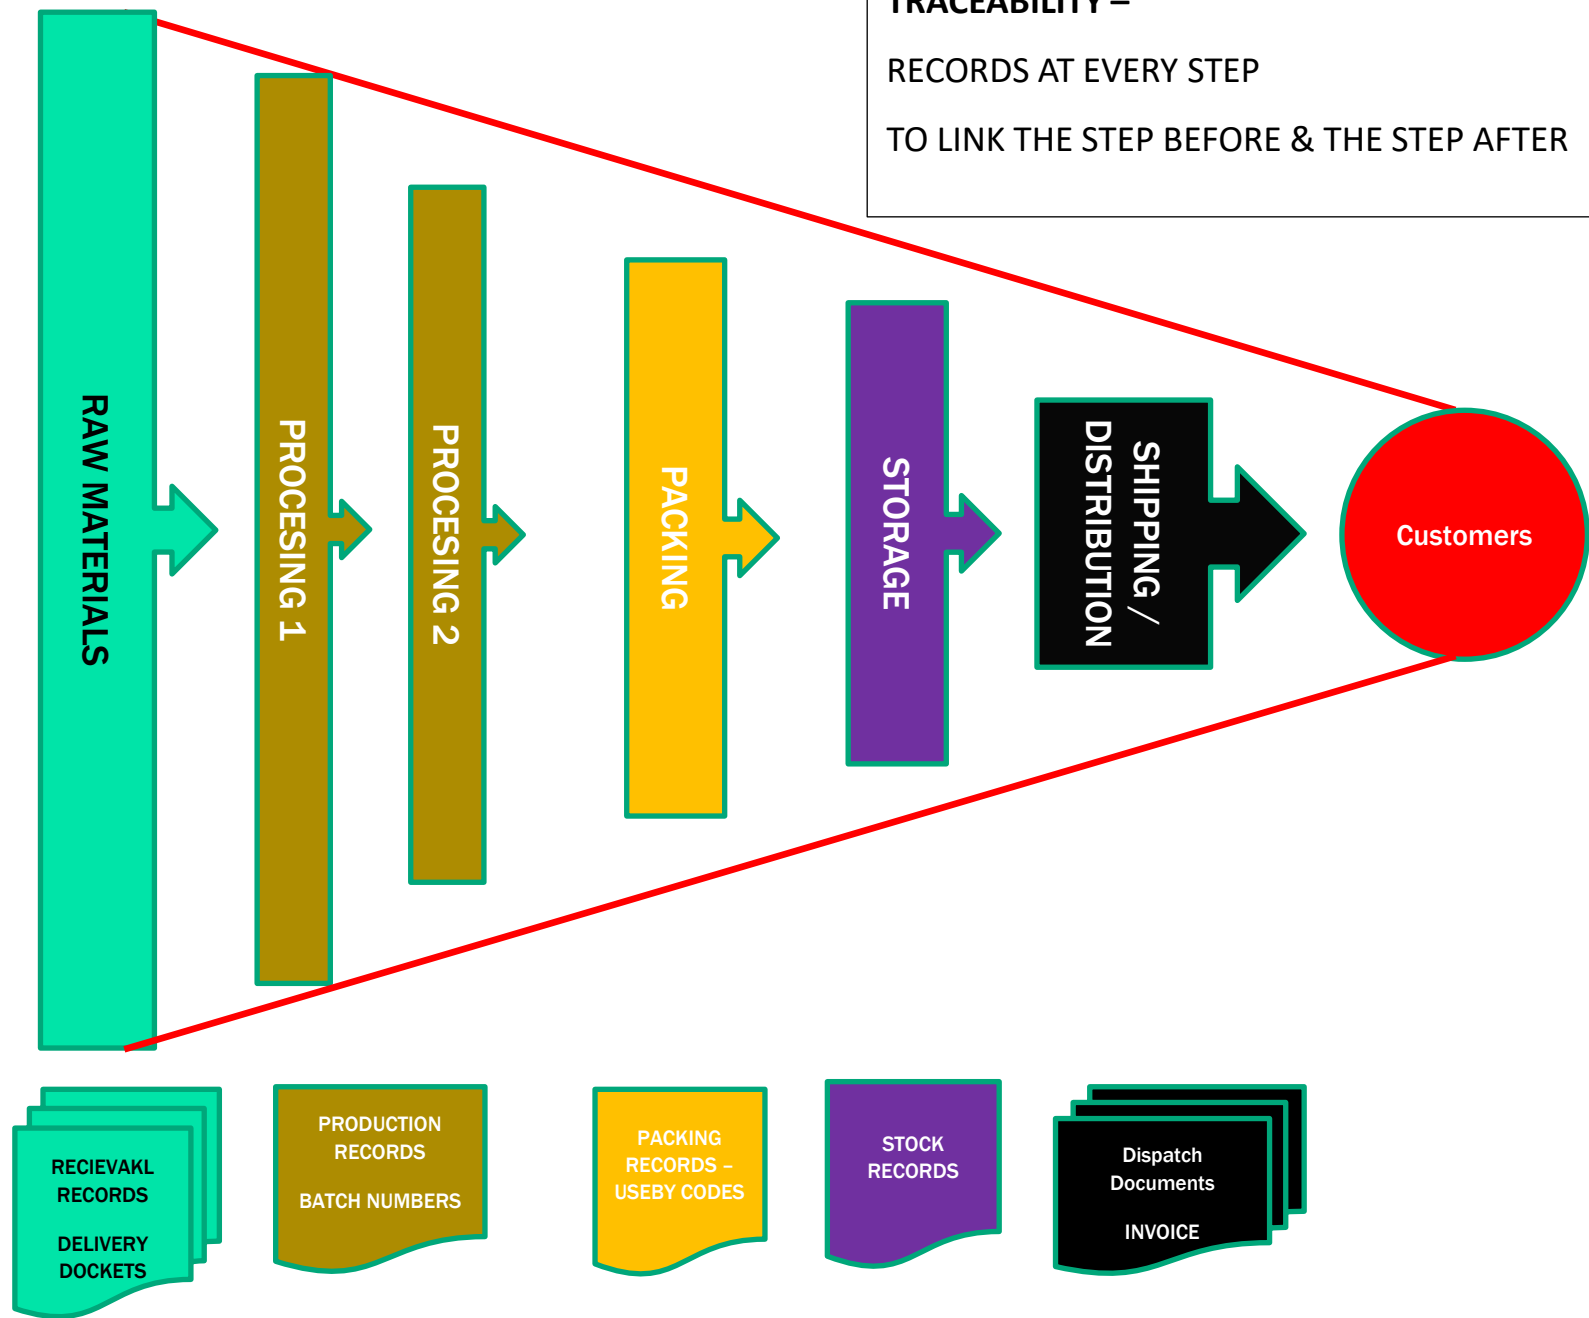 TRACEABILITY –
RECORDS AT EVERY STEP
TO LINK THE STEP BEFORE & THE STEP AFTER
RAW MATERIALS
PROCESING 1
PROCESING 2
PACKING
STORAGE
SHIPPING /
DISTRIBUTION
Customers
RECIEVAKL
RECORDS
DELIVERY
DOCKETS
PRODUCTION
RECORDS
BATCH NUMBERS
PACKING
RECORDS –
USEBY CODES
STOCK
RECORDS
Dispatch
Documents
INVOICE